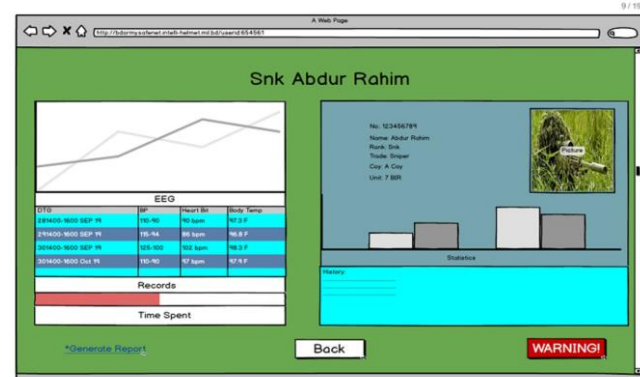 9 / 19
A Web Page
http://bdarmysafenet.intelli-helmet.mil.bd/userid:654561
Snk Abdur Rahim
No: 123456789
Name: Abdur Rahim
Rank: Snk
Trade: Sniper
Coy: A Coy
Unit: 7 BIR
Picture
EEG
DTG BP Heart Bit Body Temp
281400-1600 SEP 19 110-90 90 bpm 97.3 F
291400-1600 SEP 19 115-94 86 bpm 96.8 F
301400-1600 SEP 19 125-100 102 bpm 98.3 F
301400-1600 Oct 19 110-90 97 bpm 97.9 F
Records
Time Spent
Statistics
History:
*Generate Report
Back
WARNING!